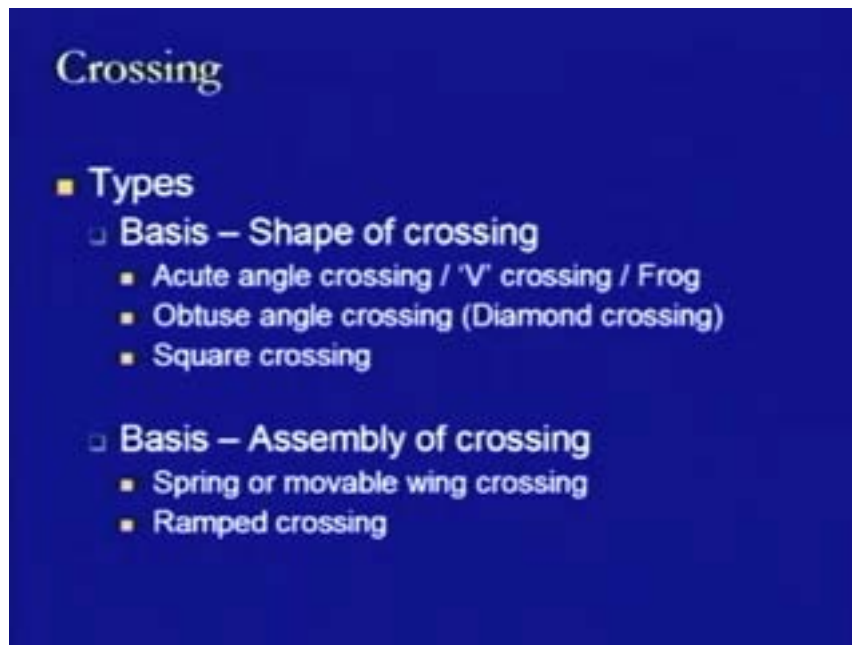 Crossing
Types
Basis – Shape of crossing
Acute angle crossing / 'V' crossing / Frog
Obtuse angle crossing (Diamond crossing)
Square crossing
Basis – Assembly of crossing
Spring or movable wing crossing
Ramped crossing